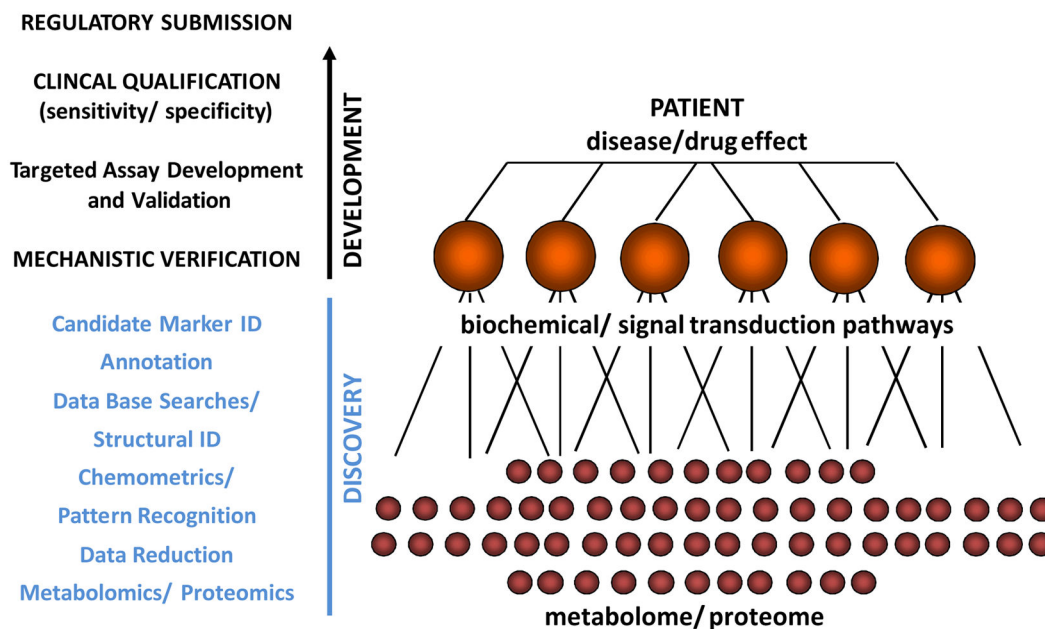 REGULATORY SUBMISSION
CLINCAL QUALIFICATION
(sensitivity/ specificity)
Targeted Assay Development
and Validation
MECHANISTIC VERIFICATION
DEVELOPMENT
Candidate Marker ID
Annotation
Data Base Searches/
Structural ID
Chemometrics/
Pattern Recognition
Data Reduction
Metabolomics/ Proteomics
DISCOVERY
PATIENT
disease/drug effect
biochemical/ signal transduction pathways
metabolome/ proteome